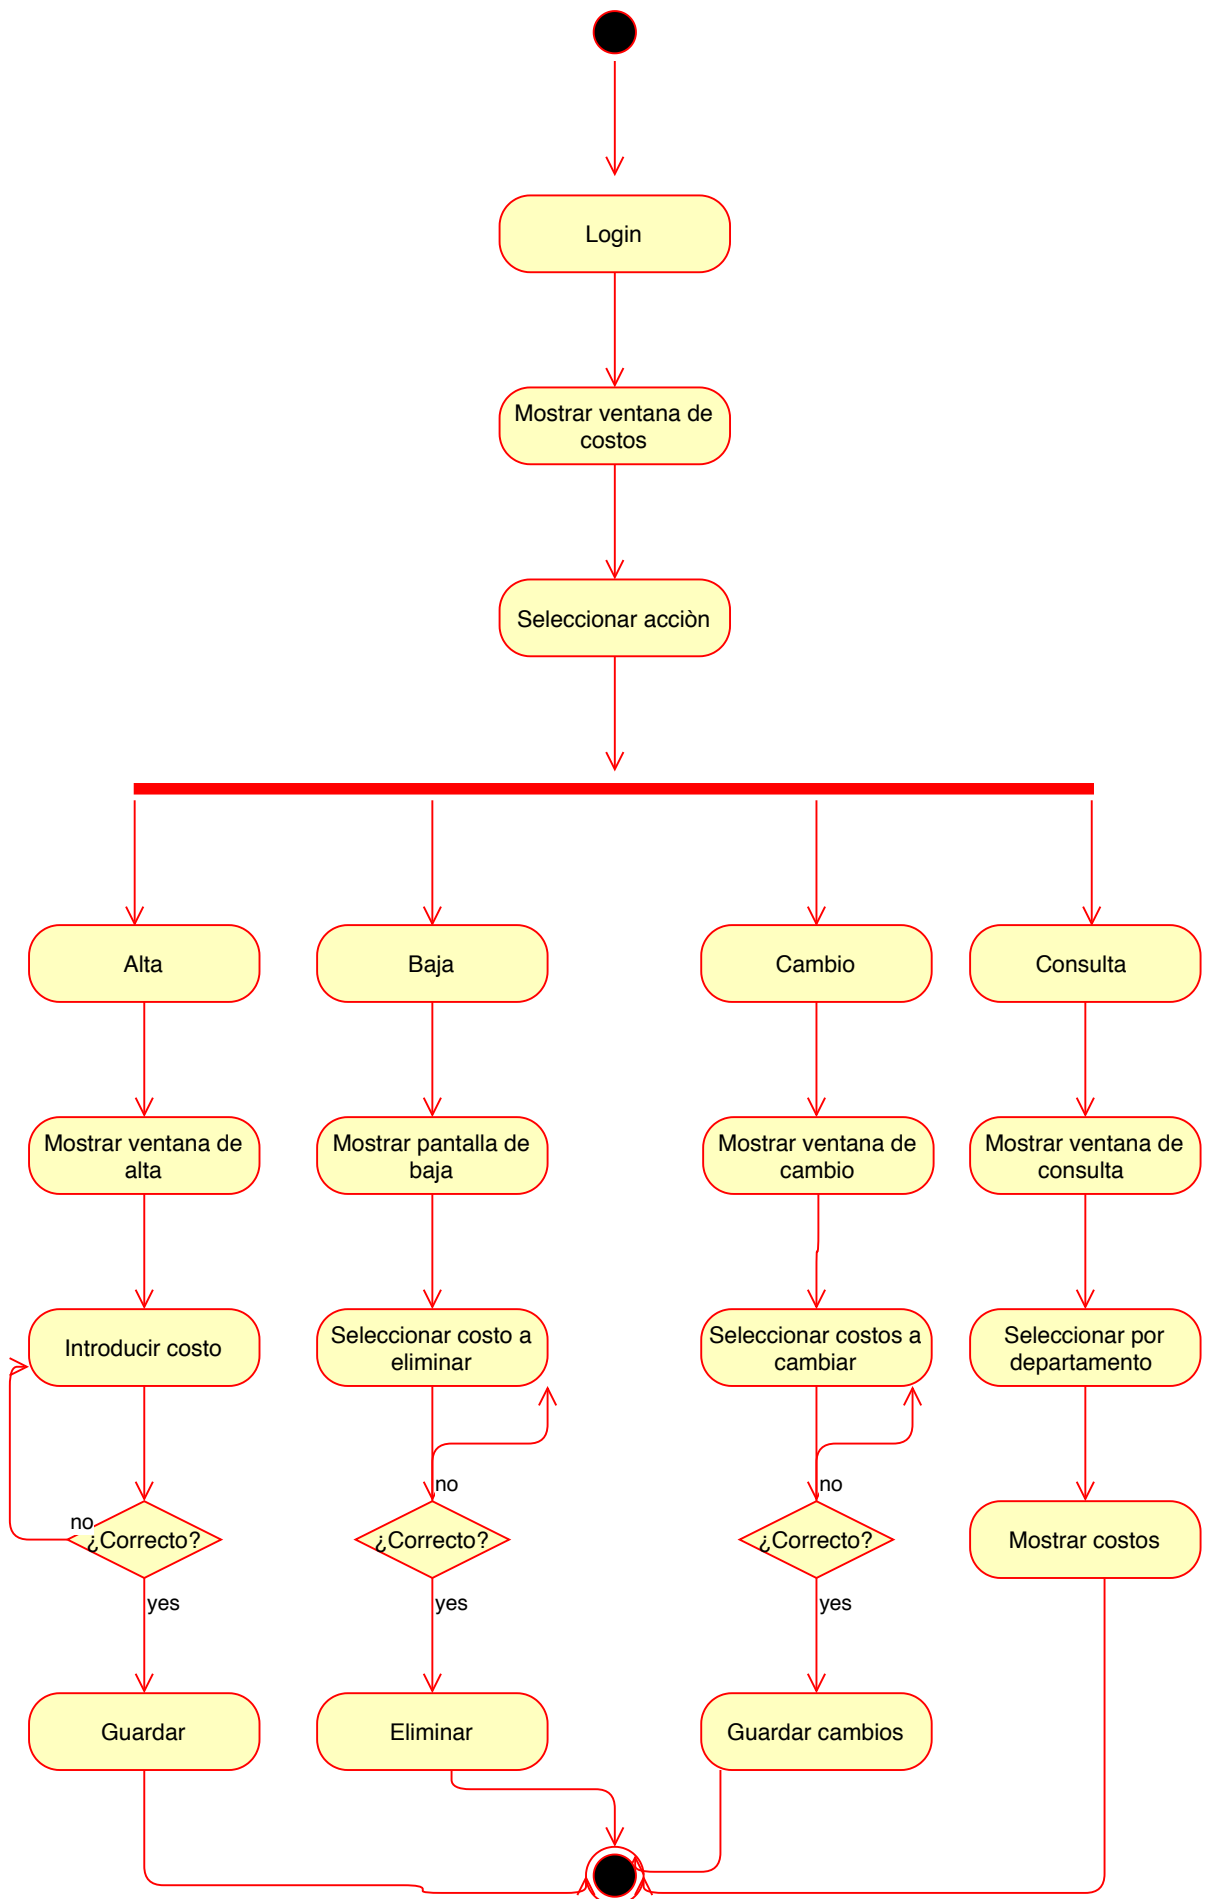 Login
Mostrar ventana de
costos
Seleccionar acciòn
Alta
Baja
Cambio
Consulta
Mostrar ventana de
alta
Mostrar pantalla de
baja
Mostrar ventana de
cambio
Mostrar ventana de
consulta
Introducir costo
Seleccionar costo a
eliminar
Seleccionar costos a
cambiar
Seleccionar por
departamento
no
¿Correcto?
no
¿Correcto?
no
¿Correcto?
Mostrar costos
yes
yes
yes
Guardar
Eliminar
Guardar cambios